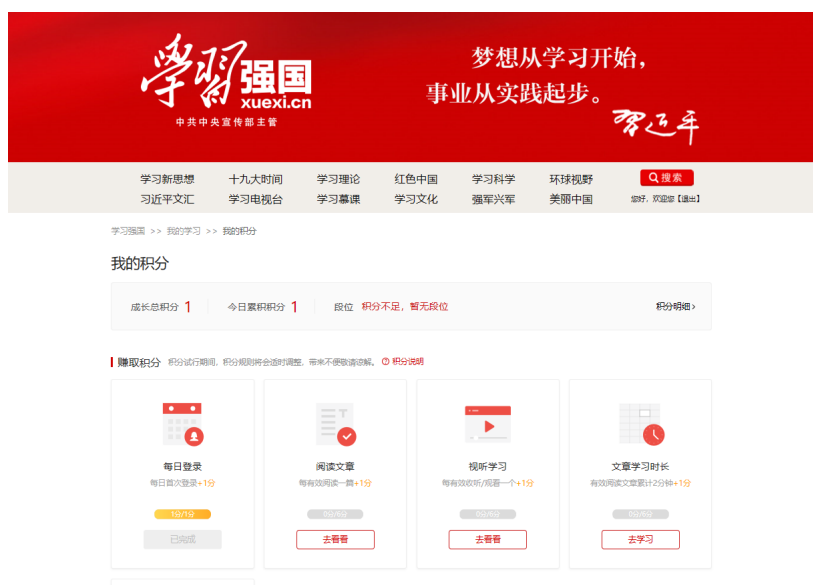 學習强国
xuexi.cn
中共中央宣传部主管
梦想从学习开始，
事业从实践起步。
习近平
学习新思想 十九大时间 学习理论 红色中国 学习科学 环球视野 搜索
习近平文汇 学习电视台 学习慕课 学习文化 强军兴军 美丽中国 您好，欢迎您【退出】
学习强国 >> 我的学习 >> 我的积分
我的积分
成长总积分 1 今日累积积分 1 段位 积分不足，暂无段位 积分明细>
赚取积分 积分试行期间，积分规则将会适时调整，带来不便敬请谅解。 积分说明
每日登录 阅读文章 视听学习 文章学习时长
每日首次登录+1分 每有效阅读一篇+1分 每有效收听/观看一个+1分 有效阅读文章累计2分钟+1分
1分/1分 0分/6分 0分/6分 0分/6分
已完成 去看看 去看看 去学习